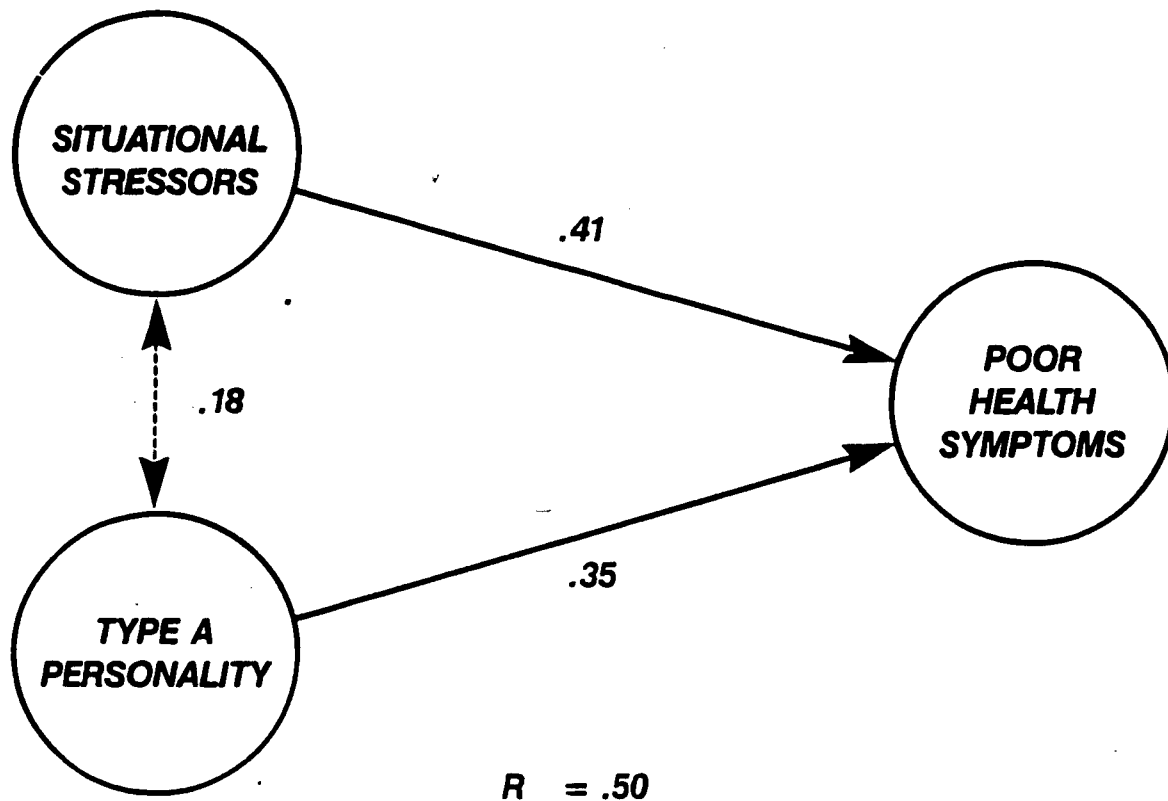 SITUATIONAL
STRESSORS
.41
POOR
HEALTH
SYMPTOMS
.18
.35
TYPE A
PERSONALITY
R = .50